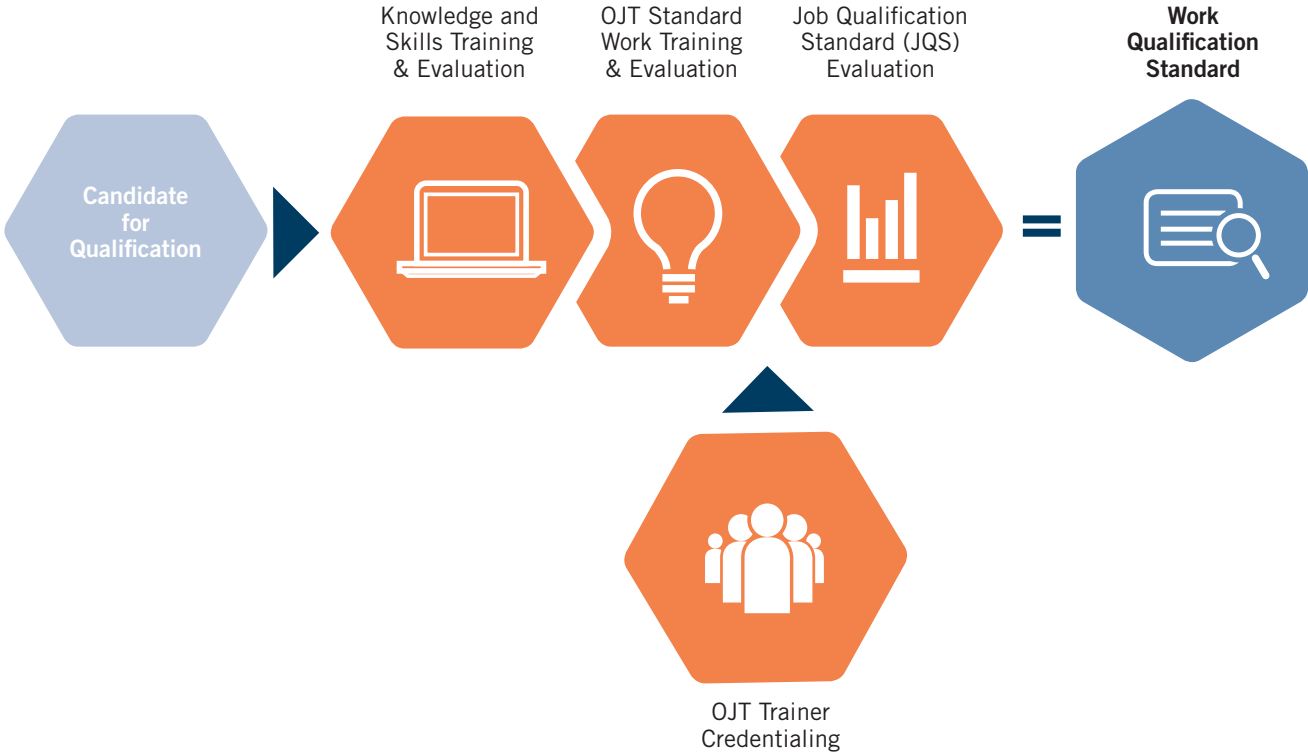 Knowledge and
Skills Training
& Evaluation
OJT Standard
Work Training
& Evaluation
Job Qualification
Standard (JQS)
Evaluation
Work
Qualification
Standard
Candidate
for
Qualification
OJT Trainer
Credentialing